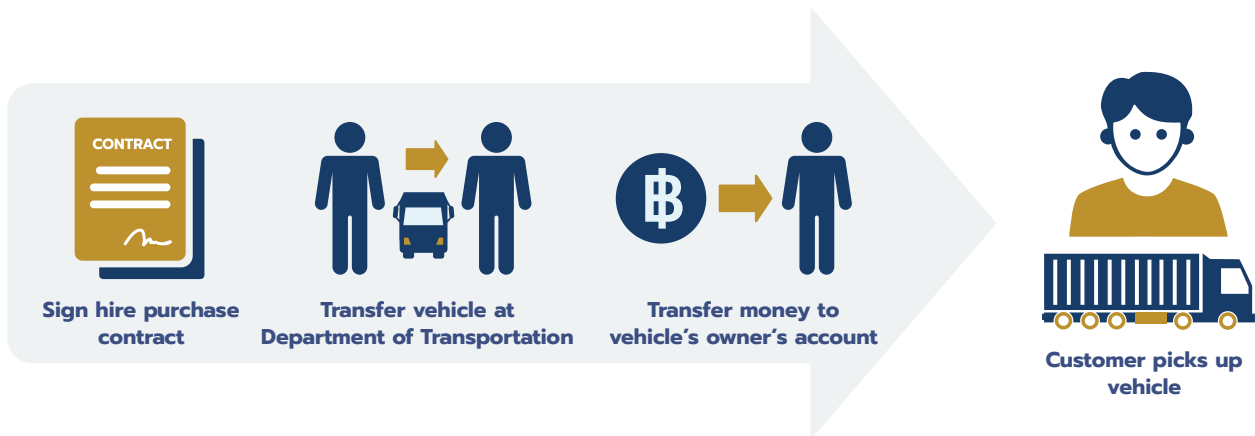 CONTRACT
Sign hire purchase
contract
Transfer vehicle at
Department of Transportation
฿
Transfer money to
vehicle's owner's account
Customer picks up
vehicle